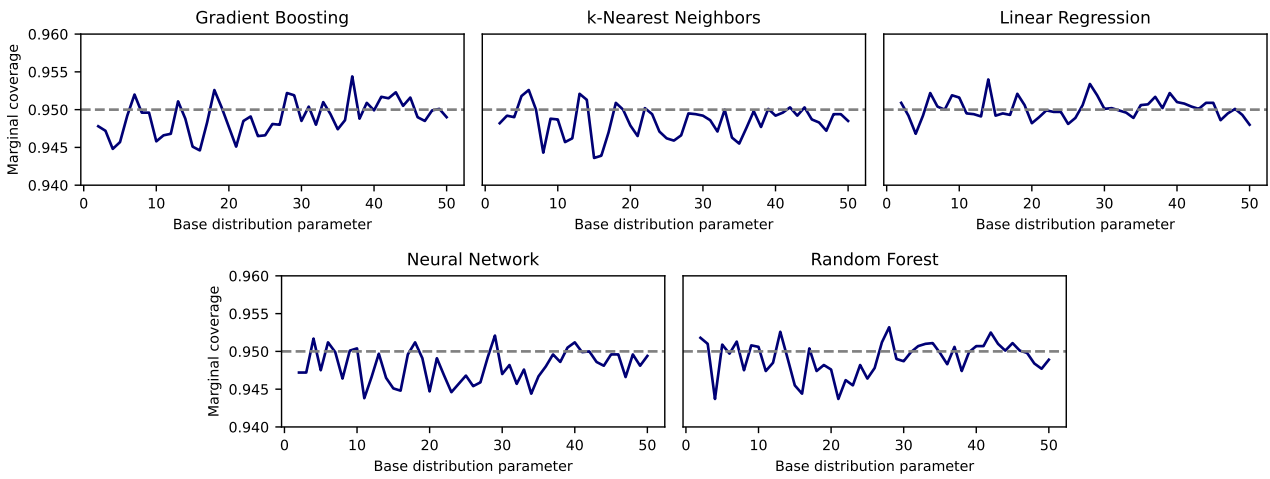 Gradient Boosting
k-Nearest Neighbors
Linear Regression
Marginal coverage
0.960
0.955
0.950
0.945
0.940
0 10 20 30 40 50
0 10 20 30 40 50
0 10 20 30 40 50
Base distribution parameter
Base distribution parameter
Base distribution parameter
Neural Network
Random Forest
Marginal coverage
0.960
0.955
0.950
0.945
0.940
0 10 20 30 40 50
0 10 20 30 40 50
Base distribution parameter
Base distribution parameter